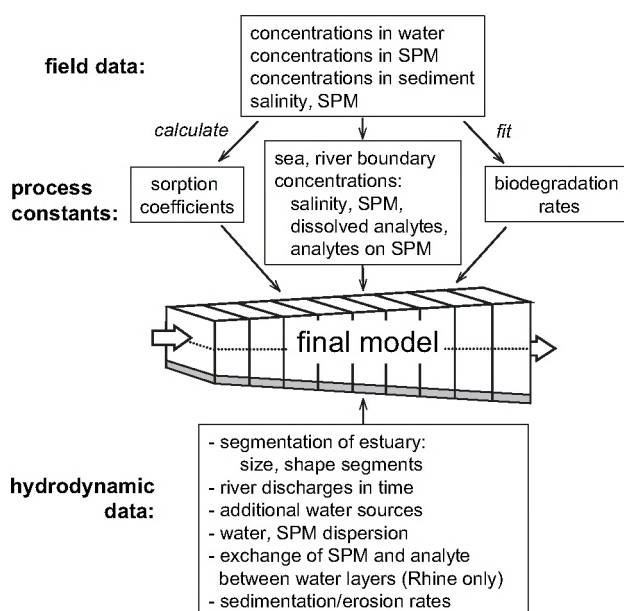 field data:
concentrations in water
concentrations in SPM
concentrations in sediment
salinity, SPM
calculate
fit
process
constants:
sorption
coefficients
sea, river boundary
concentrations:
salinity, SPM,
dissolved analytes,
analytes on SPM
biodegradation
rates
final model
hydrodynamic
data:
- segmentation of estuary:
size, shape segments
- river discharges in time
- additional water sources
- water, SPM dispersion
- exchange of SPM and analyte
between water layers (Rhine only)
- sedimentation/erosion rates